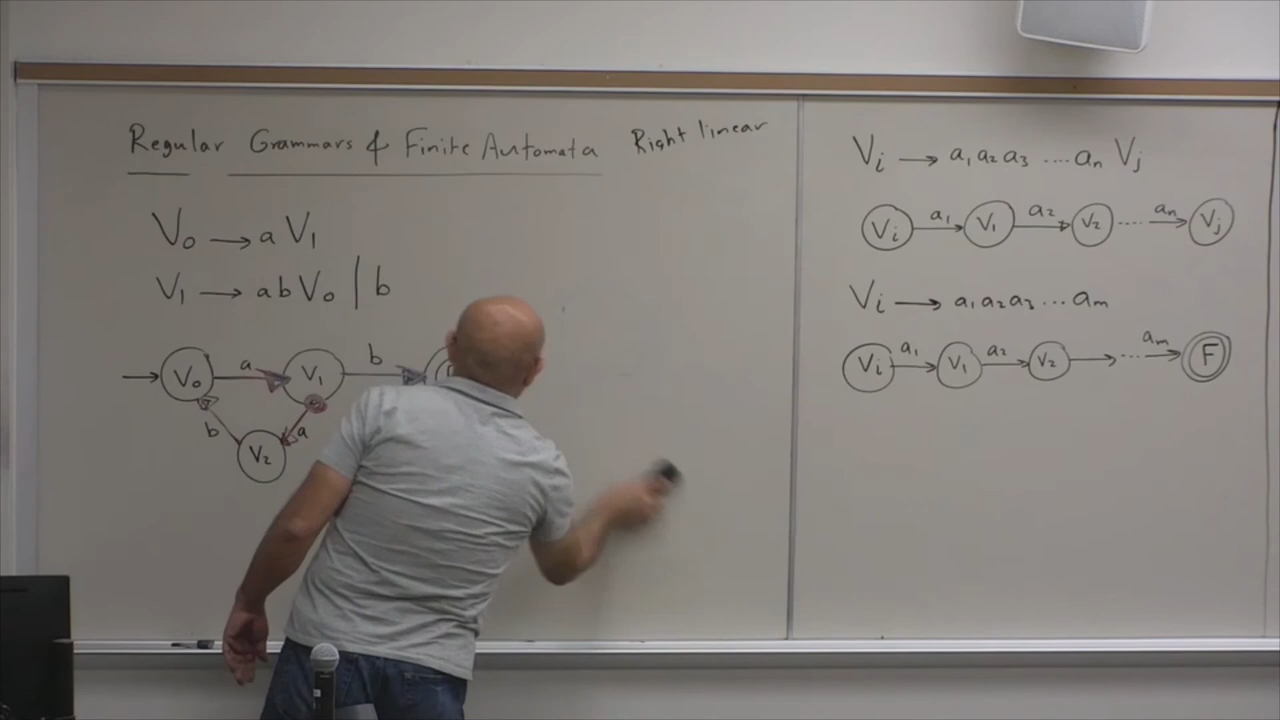 Regular Grammars & Finite Automata Right linear
V₀ → a V₁
V₁ → a b V₀ | b
V₀ a V₁ b
b a
V₂
Vᵢ → a₁ a₂ a₃ .... aₙ Vⱼ
Vᵢ a₁ V₁ a₂ V₂ .... aₙ Vⱼ
Vᵢ → a₁ a₂ a₃ ... aₘ
Vᵢ a₁ V₁ a₂ V₂ ... aₘ F